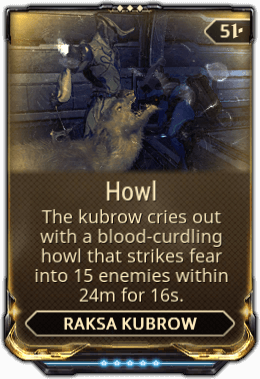 51
Howl
The kubrow cries out
with a blood-curdling
howl that strikes fear
into 15 enemies within
24m for 16s.
RAKSA KUBROW